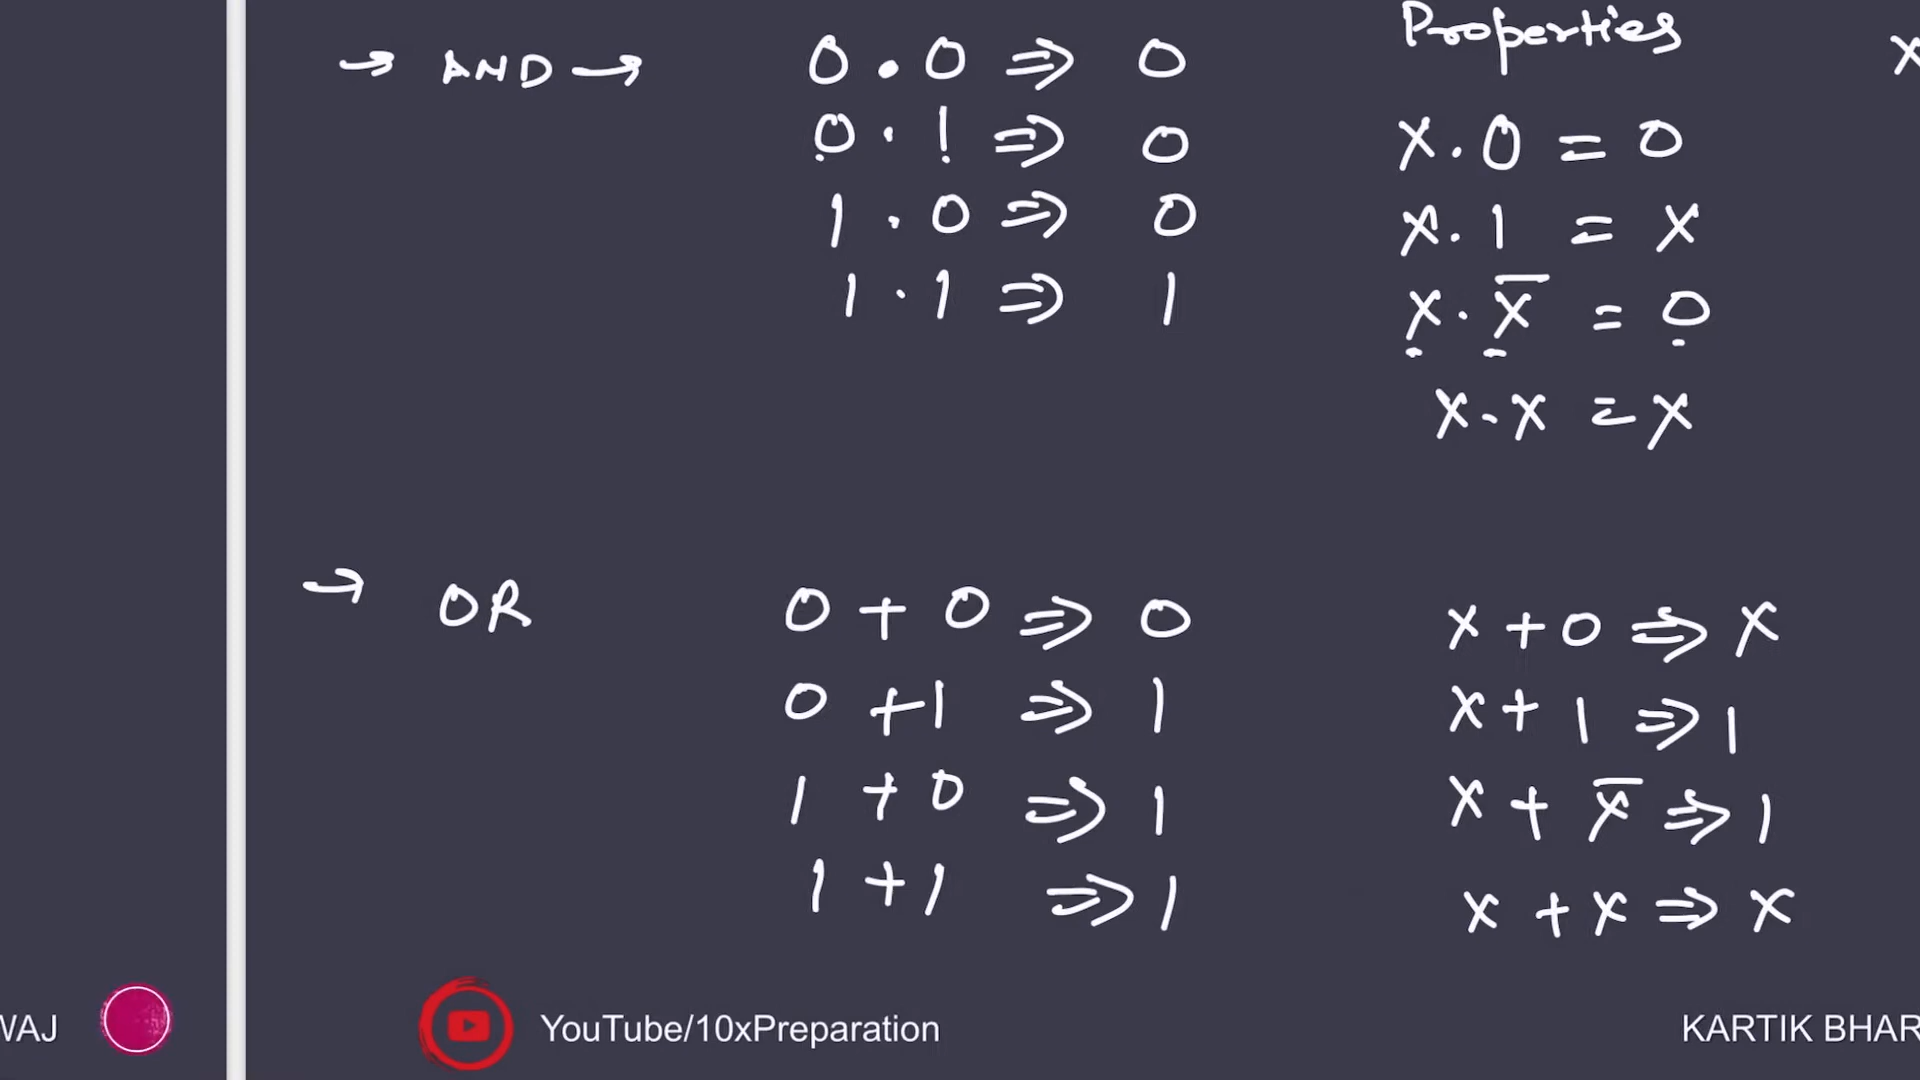 → AND → 0 . 0 ⇒ 0
0 . 1 ⇒ 0
1 . 0 ⇒ 0
1 . 1 ⇒ 1
Properties
x . 0 = 0
x . 1 = x
x . x̅ = 0
x . x = x
x
→ OR 0 + 0 ⇒ 0
0 + 1 ⇒ 1
1 + 0 ⇒ 1
1 + 1 ⇒ 1
x + 0 ⇒ x
x + 1 ⇒ 1
x + x̅ ⇒ 1
x + x ⇒ x
WAJ
YouTube/10xPreparation
KARTIK BHAR